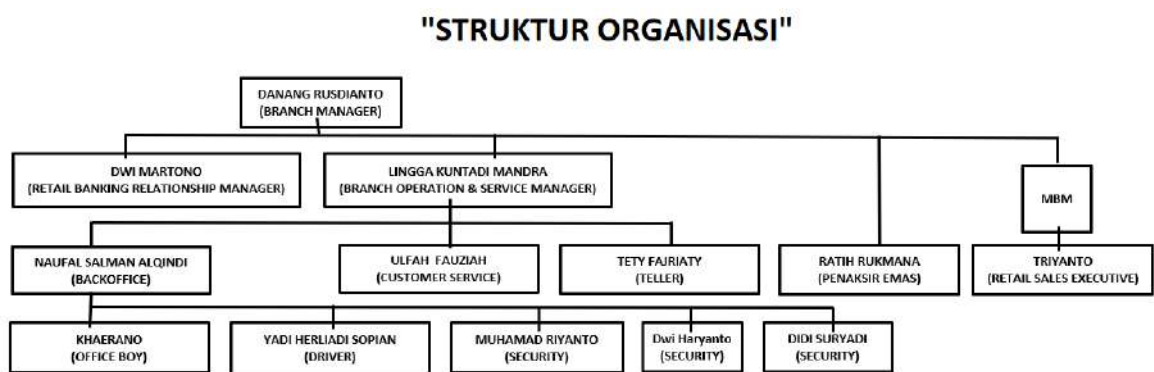 "STRUKTUR ORGANISASI"
DANANG RUSDIANTO
(BRANCH MANAGER)
DWI MARTONO
(RETAIL BANKING RELATIONSHIP MANAGER)
LINGGA KUNTADI MANDRA
(BRANCH OPERATION & SERVICE MANAGER)
MBM
NAUFAL SALMAN ALQINDI
(BACKOFFICE)
ULFAH FAUZIAH
(CUSTOMER SERVICE)
TETY FAJRIATY
(TELLER)
RATIH RUKMANA
(PENAKSIR EMAS)
TRIYANTO
(RETAIL SALES EXECUTIVE)
KHAERANO
(OFFICE BOY)
YADI HERLIADI SOPIAN
(DRIVER)
MUHAMAD RIYANTO
(SECURITY)
Dwi Haryanto
(SECURITY)
DIDI SURYADI
(SECURITY)